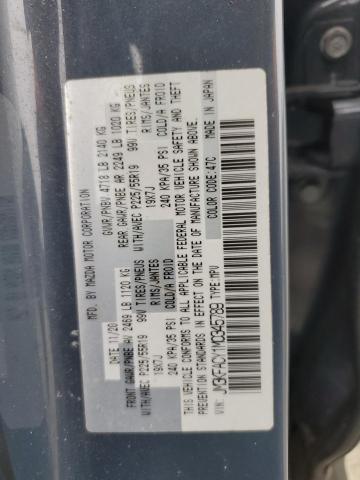 MFD BY MAZDA MOTOR CORPORATION
DATE 11/20 GVWR/PNBV 4718 LB 2140 KG
FRONT GAWR/PNBE AV 2469 LB 1120 KG REAR GAWR/PNBE AR 2249 LB 1020 KG
WITH/AVEC P225/55R19 99V TIRES/PNEUS WITH/AVEC P225/55R19 99V TIRES/PNEUS
19X7J RIMS/JANTES 19X7J RIMS/JANTES
240 KPA/35 PSI COLD/A FROID 240 KPA/35 PSI COLD/A FROID
THIS VEHICLE CONFORMS TO ALL APPLICABLE FEDERAL MOTOR VEHICLE SAFETY AND THEFT
PREVENTION STANDARDS IN EFFECT ON THE DATE OF MANUFACTURE SHOWN ABOVE.
VIN: MADE IN JAPAN
TYPE:MPV COLOR CODE:47C